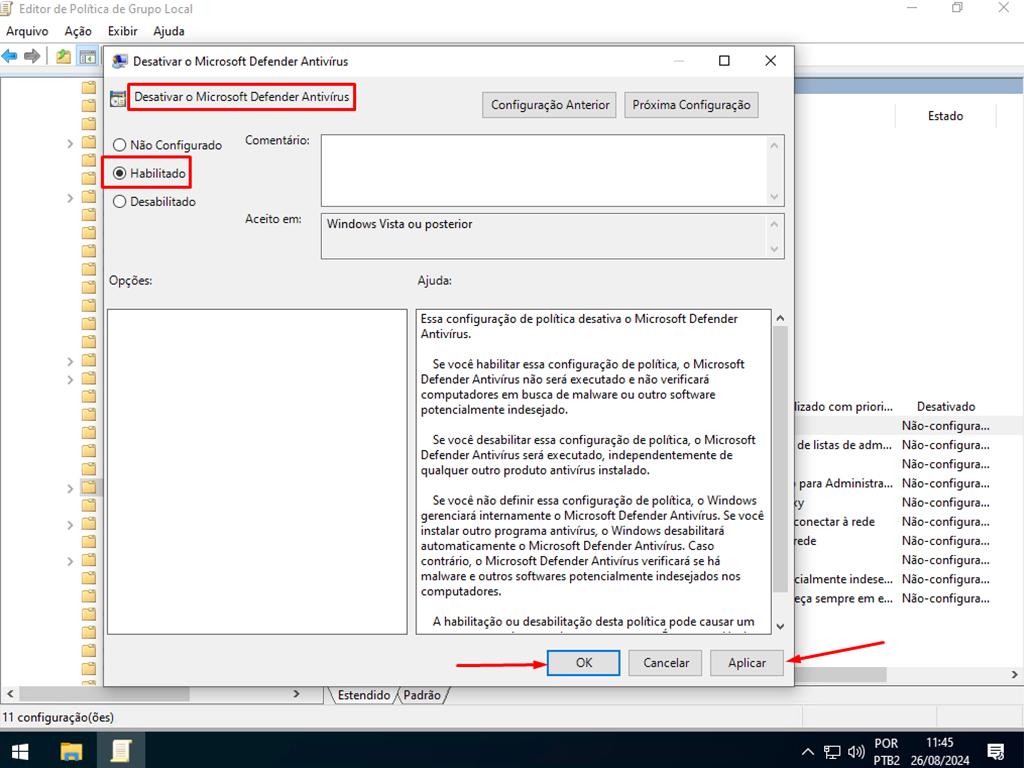 Editor de Política de Grupo Local
Arquivo Ação Exibir Ajuda
Desativar o Microsoft Defender Antivírus
Desativar o Microsoft Defender Antivírus
Configuração Anterior
Próxima Configuração
Não Configurado
Habilitado
Desabilitado
Comentário:
Aceito em:
Windows Vista ou posterior
Opções:
Ajuda:
Essa configuração de política desativa o Microsoft Defender
Antivírus.
Se você habilitar essa configuração de política, o Microsoft
Defender Antivírus não será executado e não verificará
computadores em busca de malware ou outro software
potencialmente indesejado.
Se você desabilitar essa configuração de política, o Microsoft
Defender Antivírus será executado, independentemente de
qualquer outro produto antivírus instalado.
Se você não definir essa configuração de política, o Windows
gerenciará internamente o Microsoft Defender Antivírus. Se você
instalar outro programa antivírus, o Windows desabilitará
automaticamente o Microsoft Defender Antivírus. Caso
contrário, o Microsoft Defender Antivírus verificará se há
malware e outros softwares potencialmente indesejados nos
computadores.
A habilitação ou desabilitação desta política pode causar um
OK
Cancelar
Aplicar
Estado
lizado com priori... Desativado
Não-configura...
de listas de adm... Não-configura...
Não-configura...
para Administra... Não-configura...
xy Não-configura...
conectar à rede Não-configura...
rede Não-configura...
Não-configura...
cialmente indese... Não-configura...
eça sempre em e... Não-configura...
Estendido Padrão
11 configuração(ões)
POR
PTB2
11:45
26/08/2024